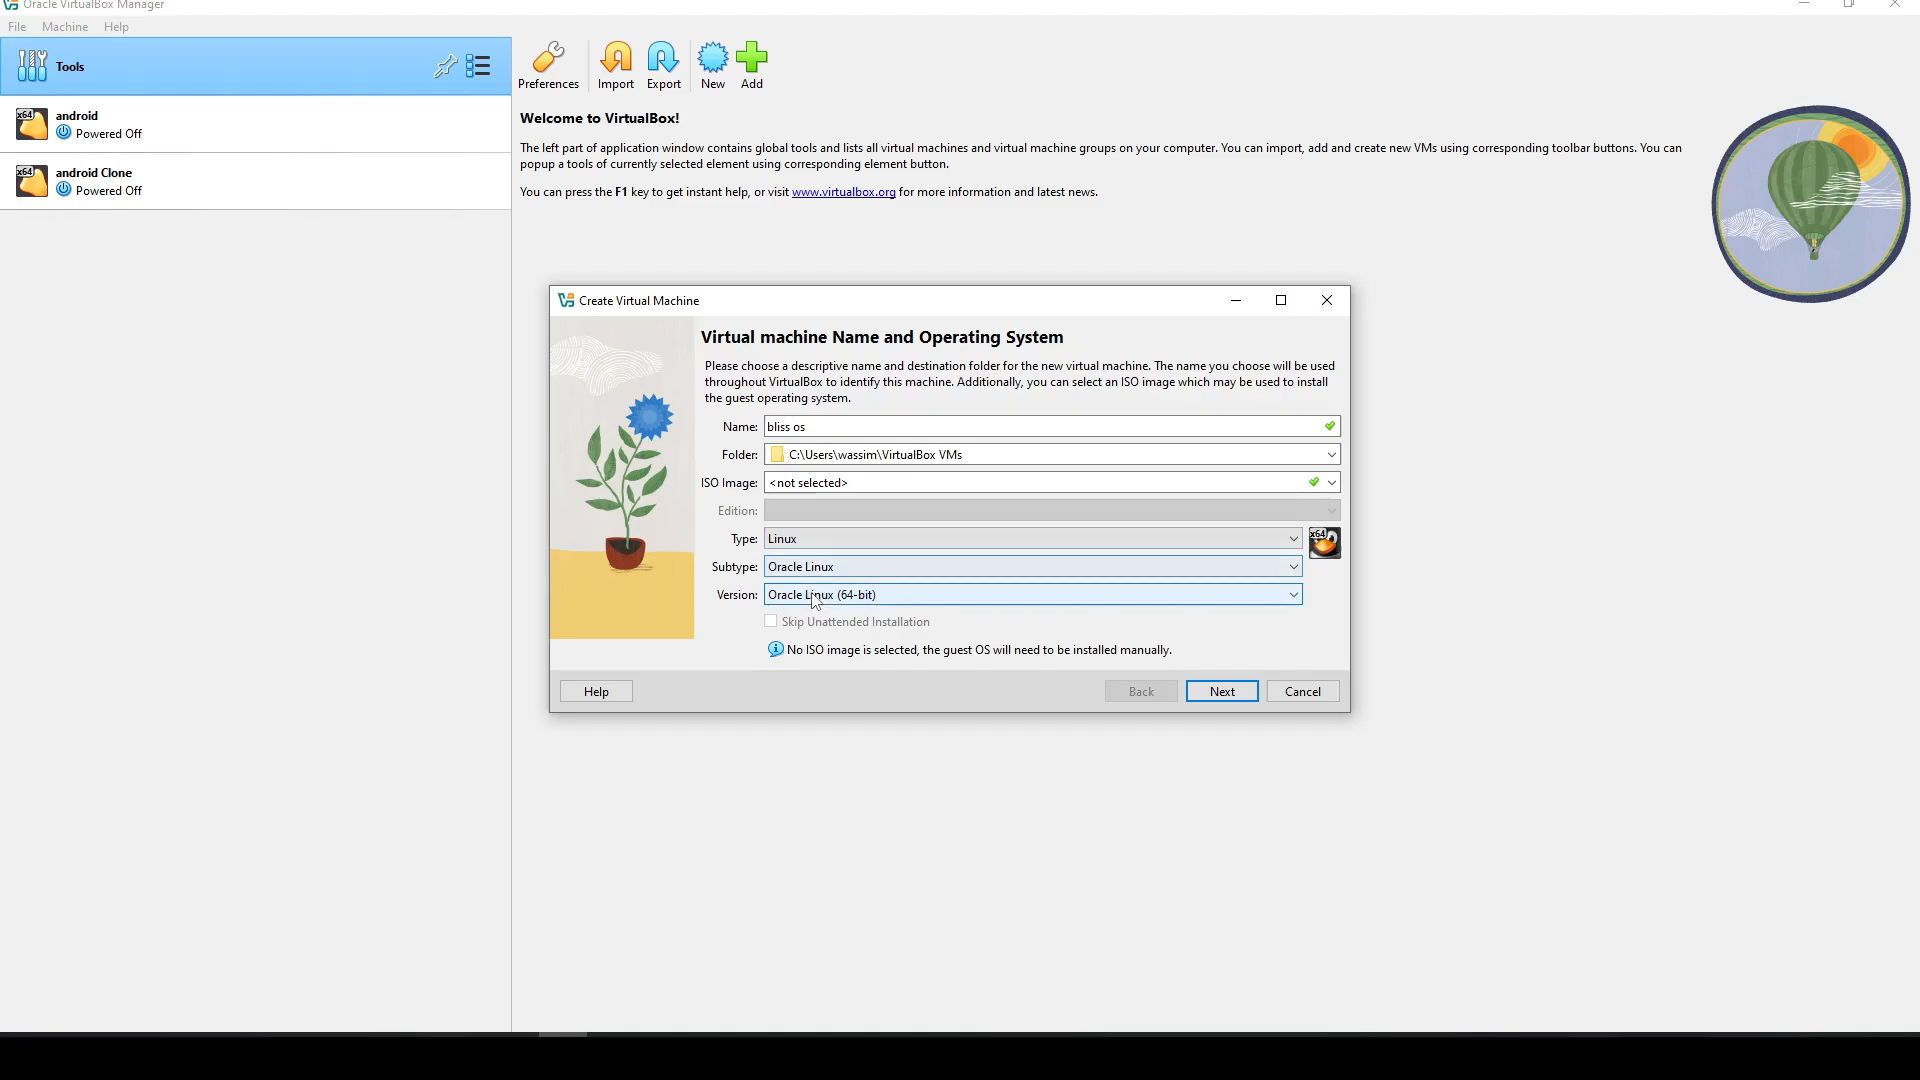 Oracle VirtualBox Manager
File Machine Help
Tools
Preferences Import Export New Add
x64 android
Powered Off
x64 android Clone
Powered Off
Welcome to VirtualBox!
The left part of application window contains global tools and lists all virtual machines and virtual machine groups on your computer. You can import, add and create new VMs using corresponding toolbar buttons. You can
popup a tools of currently selected element using corresponding element button.
You can press the F1 key to get instant help, or visit www.virtualbox.org for more information and latest news.
Create Virtual Machine
Virtual machine Name and Operating System
Please choose a descriptive name and destination folder for the new virtual machine. The name you choose will be used
throughout VirtualBox to identify this machine. Additionally, you can select an ISO image which may be used to install
the guest operating system.
Name: bliss os
Folder: C:\Users\wassim\VirtualBox VMs
ISO Image: <not selected>
Edition:
Type: Linux x64
Subtype: Oracle Linux
Version: Oracle Linux (64-bit)
Skip Unattended Installation
No ISO image is selected, the guest OS will need to be installed manually.
Help Back Next Cancel